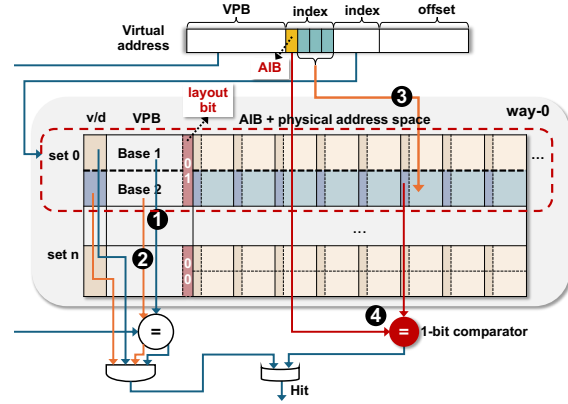 VPB index index offset
Virtual address
AIB
layout bit
3
way-0
v/d VPB AIB + physical address space
set 0 Base 1 0 ...
Base 2 1
1
...
2
set n 0
0
4
= = 1-bit comparator
Hit